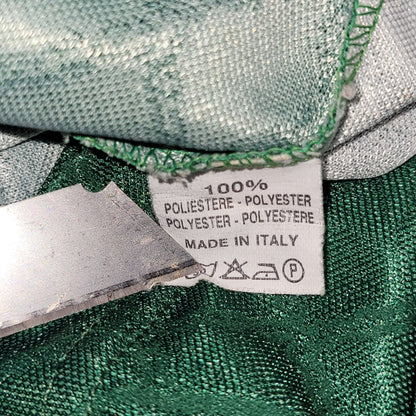 100%
POLIESTERE - POLYESTER
POLYESTER - POLYESTERE
MADE IN ITALY
P